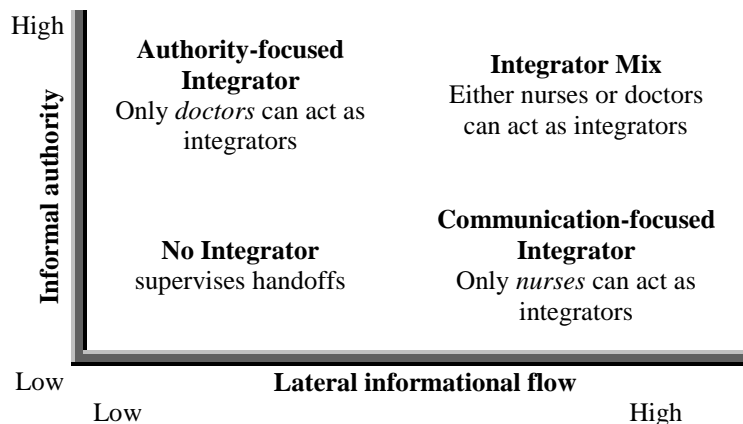 High
Authority-focused
Integrator
Only doctors can act as
integrators
Integrator Mix
Either nurses or doctors
can act as integrators
Informal authority
No Integrator
supervises handoffs
Communication-focused
Integrator
Only nurses can act as
integrators
Low
Lateral informational flow
Low
High